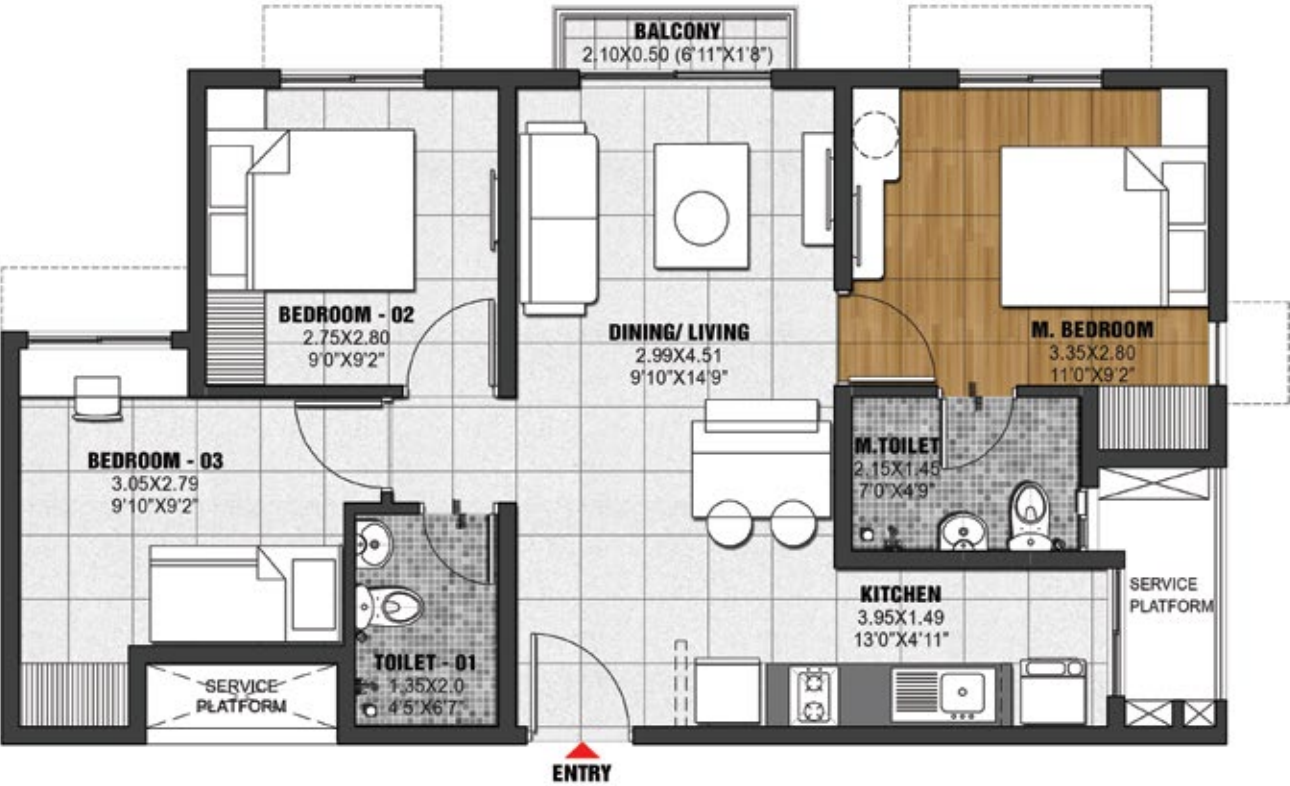 BALCONY
2.10X0.50 (6'11"X1'8")
BEDROOM - 02
2.75X2.80
9'0"X9'2"
DINING/ LIVING
2.99X4.51
9'10"X14'9"
M. BEDROOM
3.35X2.80
11'0"X9'2"
BEDROOM - 03
3.05X2.79
9'10"X9'2"
M.TOILET
2.15X1.45
7'0"X4'9"
KITCHEN
3.95X1.49
13'0"X4'11"
SERVICE
PLATFORM
TOILET - 01
1.35X2.0
4'5"X6'7"
SERVICE
PLATFORM
ENTRY